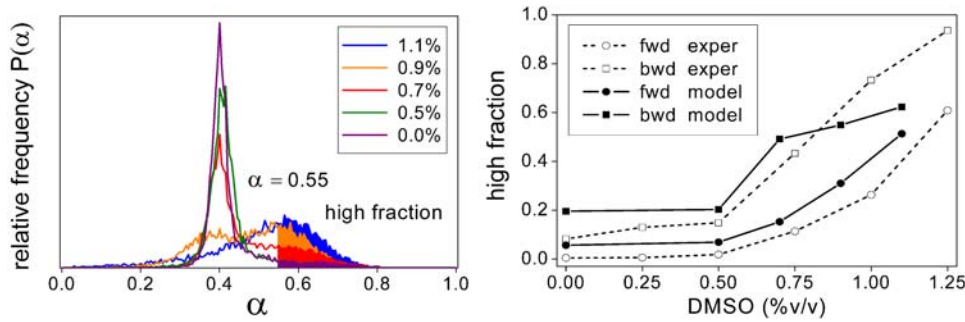 relative frequency P(α)
1.1%
0.9%
0.7%
0.5%
0.0%
α = 0.55
high fraction
0.0 0.2 0.4 0.6 0.8 1.0
α
high fraction
1.0
0.8
0.6
0.4
0.2
0.0
fwd exper
bwd exper
fwd model
bwd model
0.00 0.25 0.50 0.75 1.00 1.25
DMSO (%v/v)